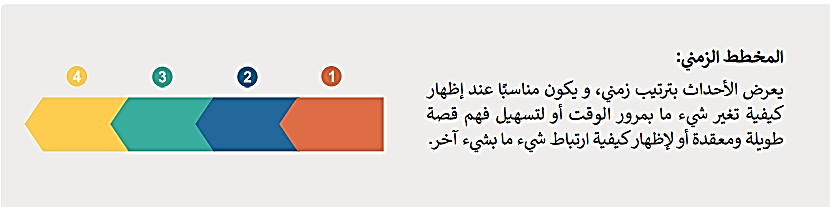 المخطط الزمني:
يعرض الأحداث بترتيب زمني، و يكون مناسبًا عند إظهار
كيفية تغير شيء ما بمرور الوقت أو لتسهيل فهم قصة
طويلة ومعقدة أو لإظهار كيفية ارتباط شيء ما بشيء آخر.
1
2
3
4